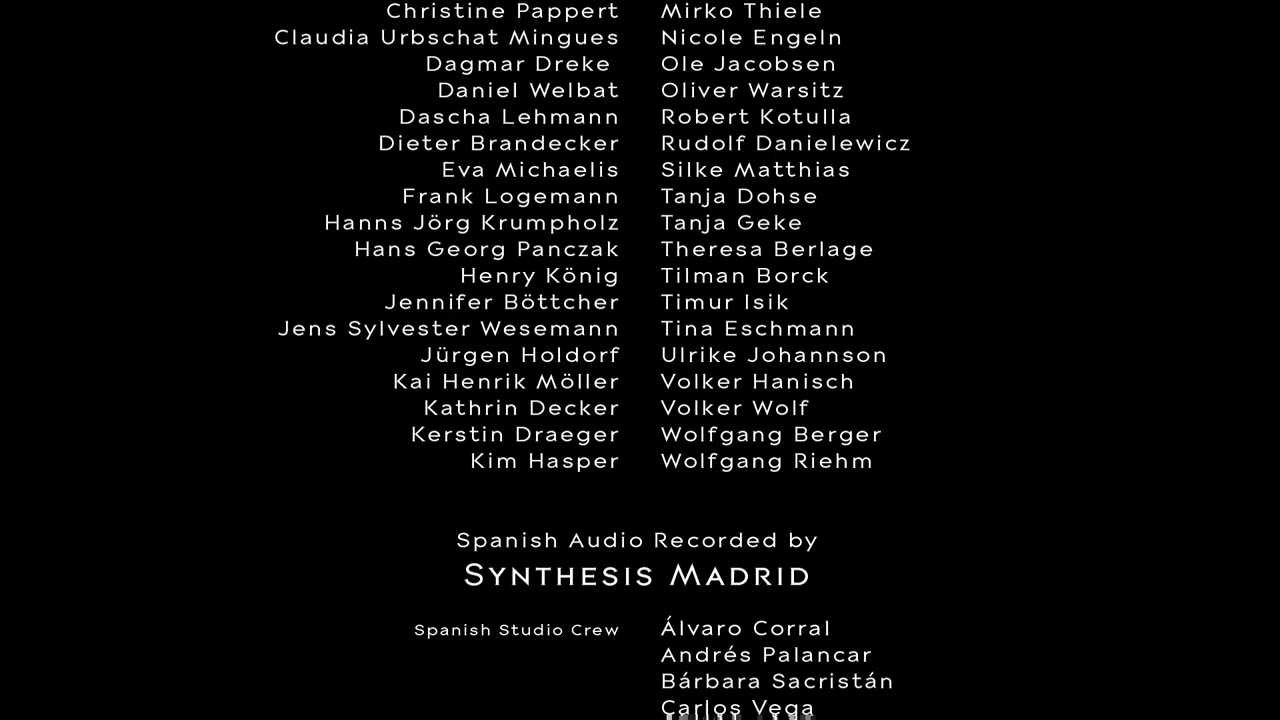 Christine Pappert Mirko Thiele
Claudia Urbschat Mingues Nicole Engeln
Dagmar Dreke Ole Jacobsen
Daniel Welbat Oliver Warsitz
Dascha Lehmann Robert Kotulla
Dieter Brandecker Rudolf Danielewicz
Eva Michaelis Silke Matthias
Frank Logemann Tanja Dohse
Hanns Jörg Krumpholz Tanja Geke
Hans Georg Panczak Theresa Berlage
Henry König Tilman Borck
Jennifer Böttcher Timur Isik
Jens Sylvester Wesemann Tina Eschmann
Jürgen Holdorf Ulrike Johannson
Kai Henrik Möller Volker Hanisch
Kathrin Decker Volker Wolf
Kerstin Draeger Wolfgang Berger
Kim Hasper Wolfgang Riehm
Spanish Audio Recorded by
Synthesis Madrid
Spanish Studio Crew Álvaro Corral
Andrés Palancar
Bárbara Sacristán
Carlos Vega